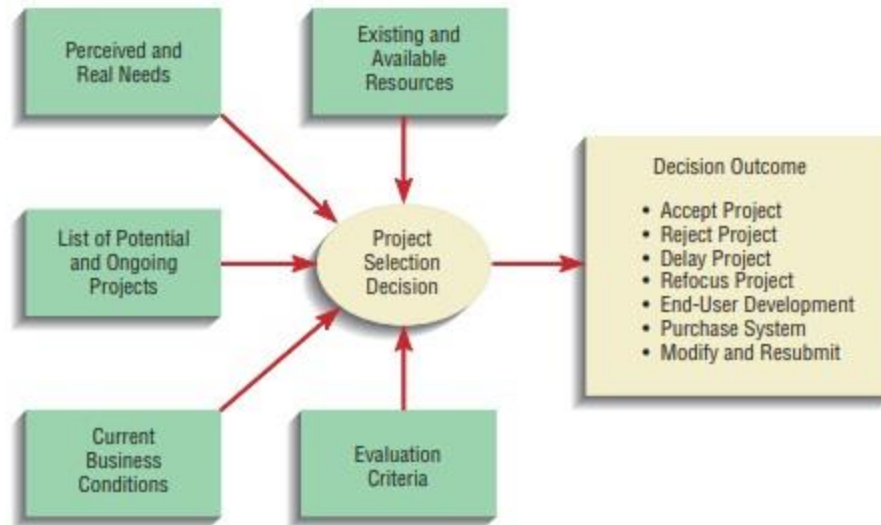 Perceived and
Real Needs
Existing and
Available
Resources
List of Potential
and Ongoing
Projects
Project
Selection
Decision
Current
Business
Conditions
Evaluation
Criteria
Decision Outcome
• Accept Project
• Reject Project
• Delay Project
• Refocus Project
• End-User Development
• Purchase System
• Modify and Resubmit